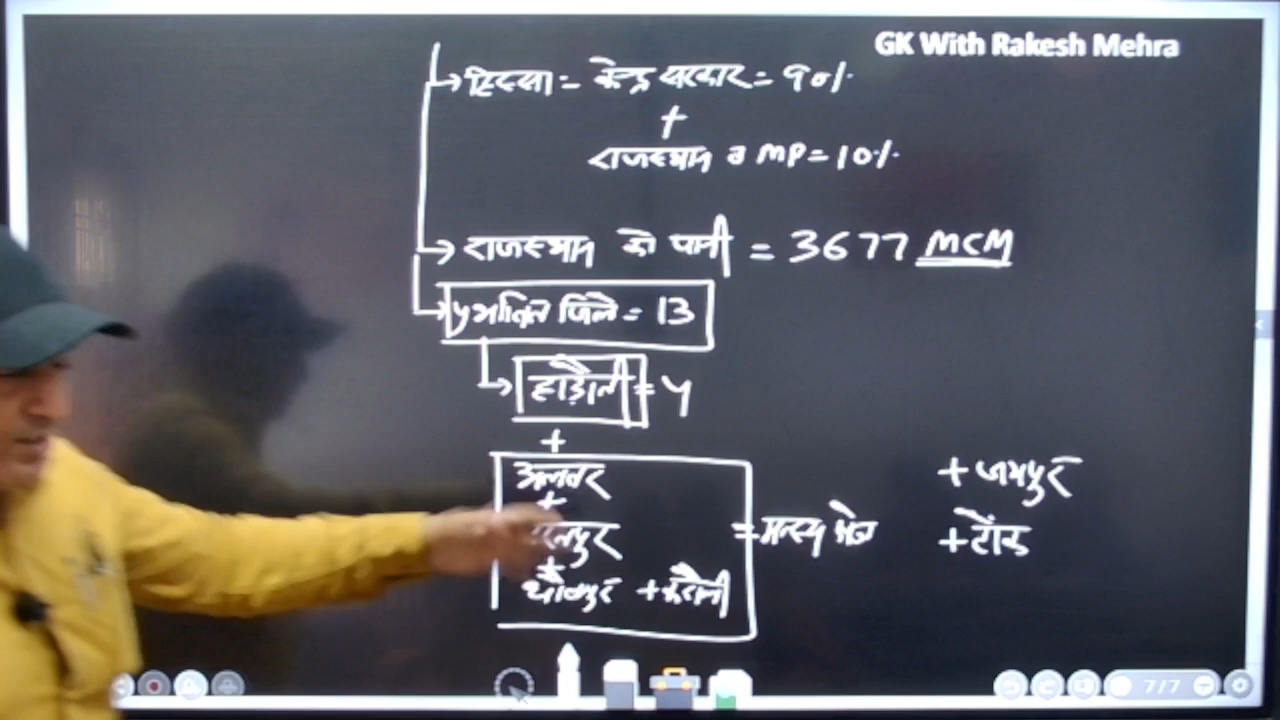 GK With Rakesh Mehra
→ हिस्सा = केन्द्र सरकार = 90%
+
राजस्थान व MP = 10%
→ राजस्थान को पानी = 3677 MCM
→ शामिल जिले = 13
→ हाड़ौती = 4
+
अलवर
+
भरतपुर
+
धौलपुर + करौली
= मत्स्य क्षेत्र
+ जयपुर
+ टोंक
7/7